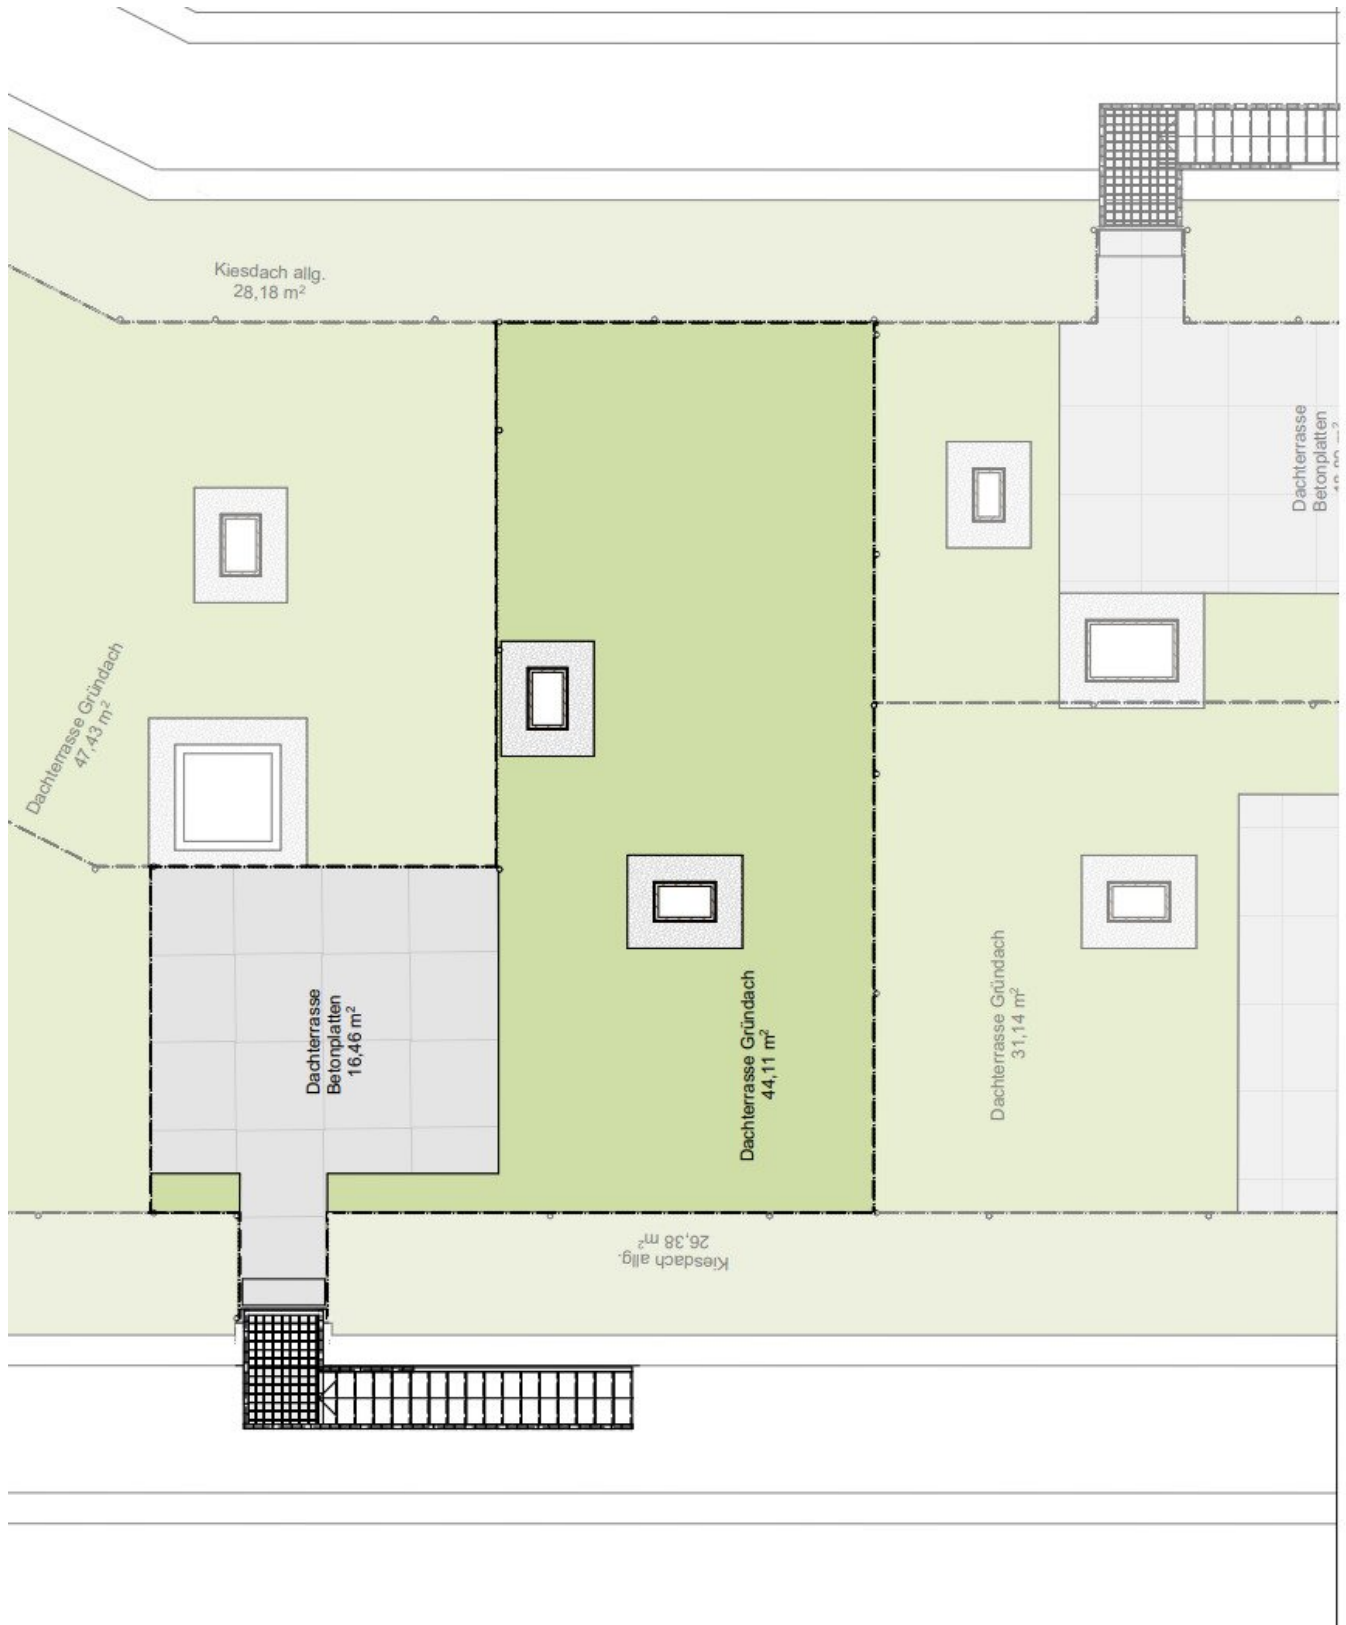 Kiesdach allg.
28,18 m²
Dachterrasse
Betonplatten
Dachterrasse Gründach
47,43 m²
Dachterrasse
Betonplatten
16,46 m²
Dachterrasse Gründach
44,11 m²
Dachterrasse Gründach
31,14 m²
Kiesdach allg.
26,38 m²